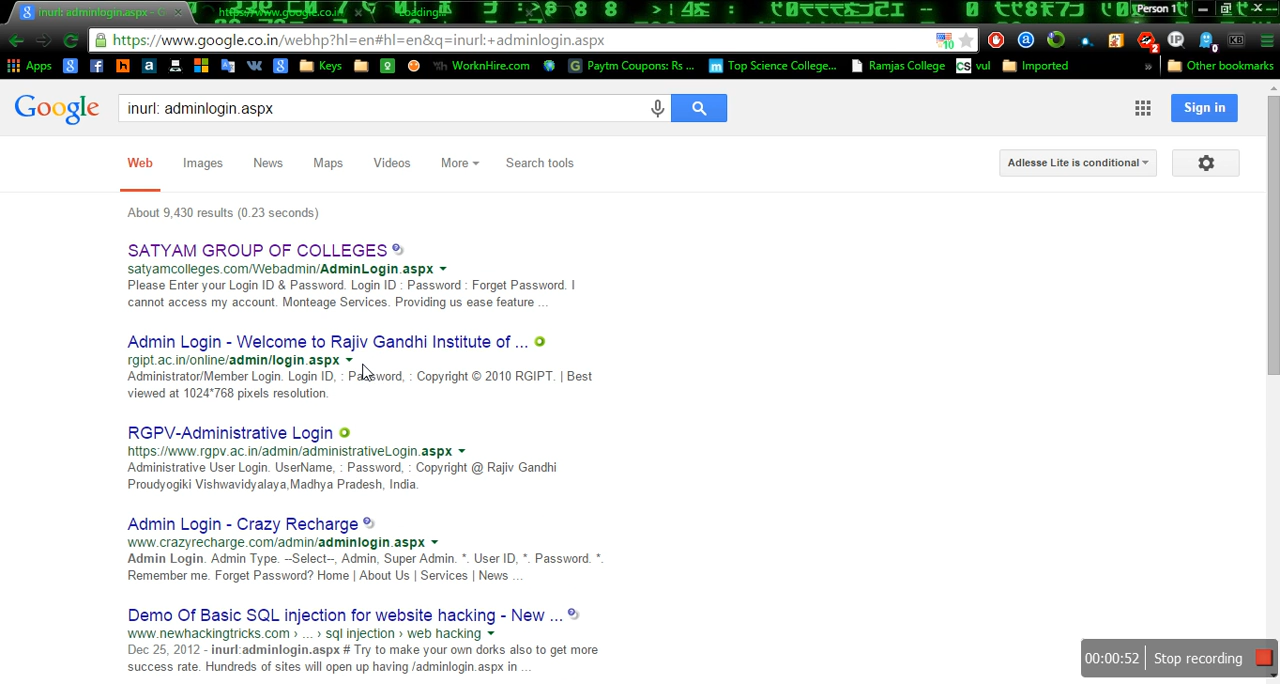 inurl: adminlogin.aspx - G
https://www.google.co.in/
Loading...
Person 1
https://www.google.co.in/webhp?hl=en#hl=en&q=inurl:+adminlogin.aspx
10
2
IP
0
Apps
Keys
WorknHire.com
Paytm Coupons: Rs ...
Top Science College...
Ramjas College
CS vul
Imported
»
Other bookmarks
Google
inurl: adminlogin.aspx
Sign in
Web
Images
News
Maps
Videos
More
Search tools
Adlesse Lite is conditional
About 9,430 results (0.23 seconds)
SATYAM GROUP OF COLLEGES
satyamcolleges.com/Webadmin/AdminLogin.aspx
Please Enter your Login ID & Password. Login ID : Password : Forget Password. I
cannot access my account. Monteage Services. Providing us ease feature ...
Admin Login - Welcome to Rajiv Gandhi Institute of ...
rgipt.ac.in/online/admin/login.aspx
Administrator/Member Login. Login ID, : Password, : Copyright © 2010 RGIPT. | Best
viewed at 1024*768 pixels resolution.
RGPV-Administrative Login
https://www.rgpv.ac.in/admin/administrativeLogin.aspx
Administrative User Login. UserName, : Password, : Copyright @ Rajiv Gandhi
Proudyogiki Vishwavidyalaya,Madhya Pradesh, India.
Admin Login - Crazy Recharge
www.crazyrecharge.com/admin/adminlogin.aspx
Admin Login. Admin Type. --Select--, Admin, Super Admin. *. User ID, *. Password. *.
Remember me. Forget Password? Home | About Us | Services | News ...
Demo Of Basic SQL injection for website hacking - New ...
www.newhackingtricks.com › ... › sql injection › web hacking
Dec 25, 2012 - inurl:adminlogin.aspx # Try to make your own dorks also to get more
success rate. Hundreds of sites will open up having /adminlogin.aspx in ...
00:00:52
Stop recording